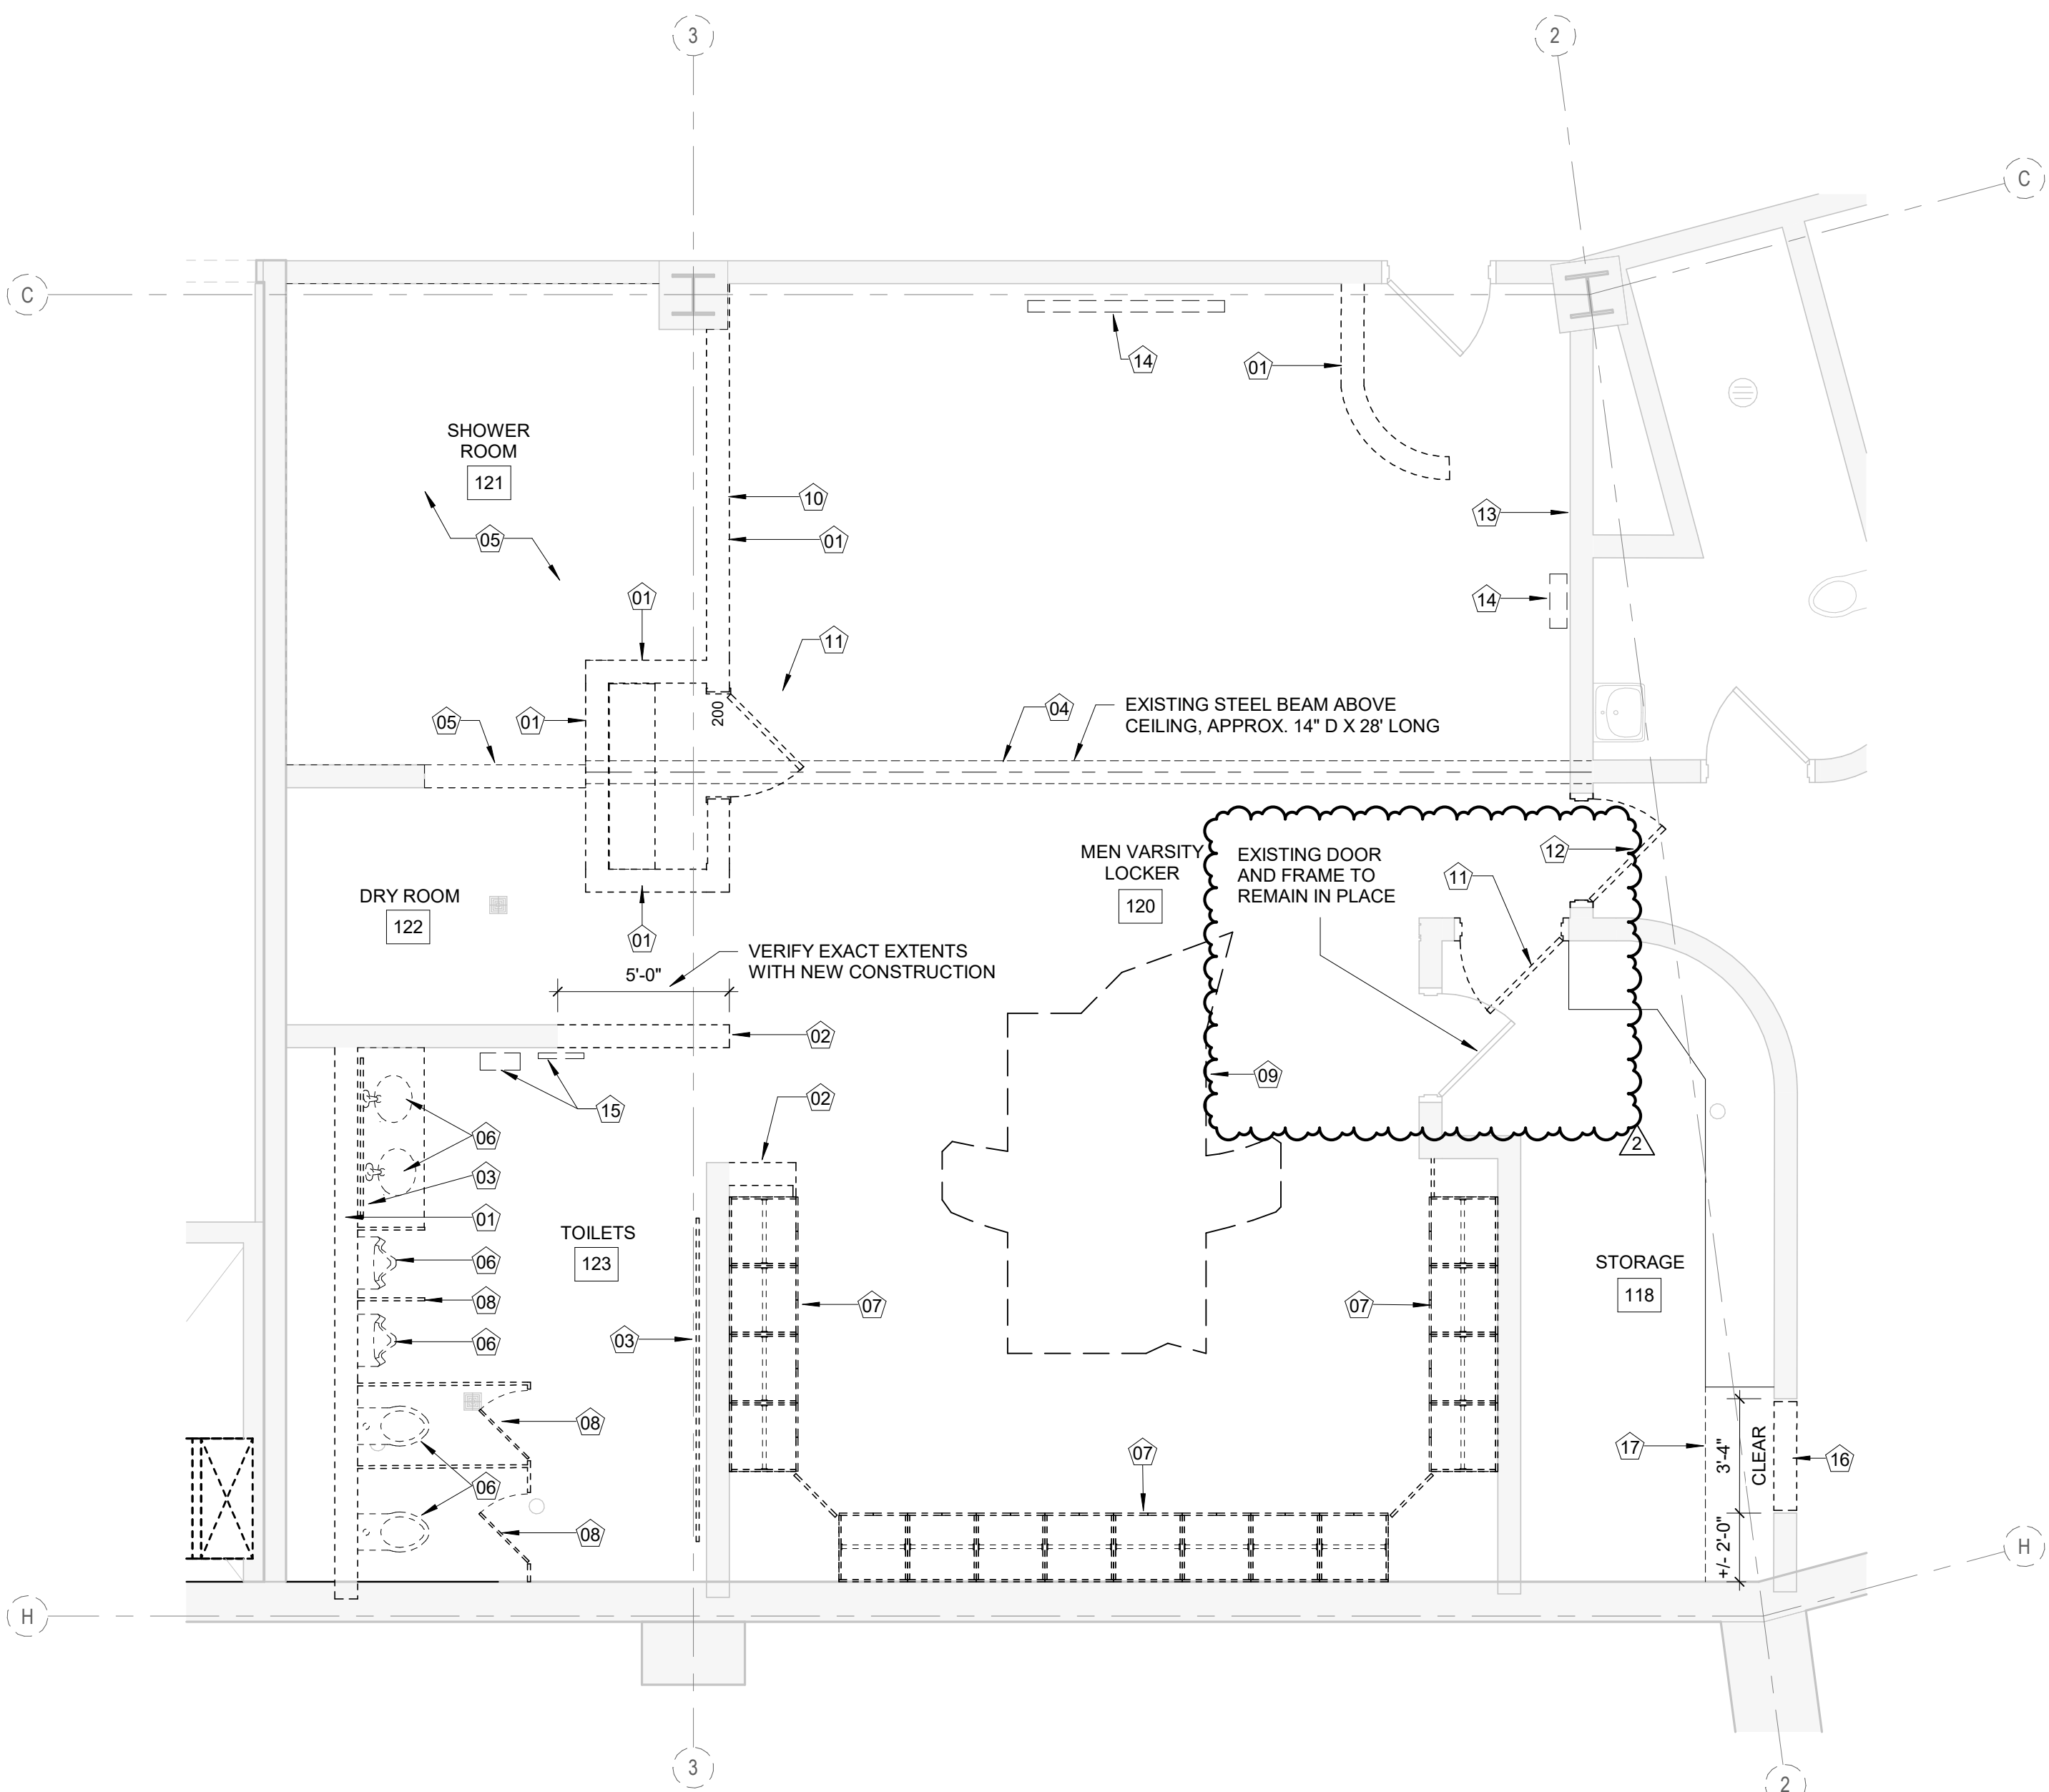 3
2
C
C
14
01
SHOWER
ROOM
121
10
13
05
01
01
14
11
200
05
01
04
EXISTING STEEL BEAM ABOVE
CEILING, APPROX. 14" D X 28' LONG
MEN VARSITY
LOCKER
120
EXISTING DOOR
AND FRAME TO
REMAIN IN PLACE
12
11
DRY ROOM
122
01
VERIFY EXACT EXTENTS
WITH NEW CONSTRUCTION
5'-0"
02
09
02
15
06
2
03
01
TOILETS
123
06
STORAGE
118
08
07
07
03
06
08
07
17
3'-4"
CLEAR
16
06
08
+/- 2'-0"
H
H
3
2